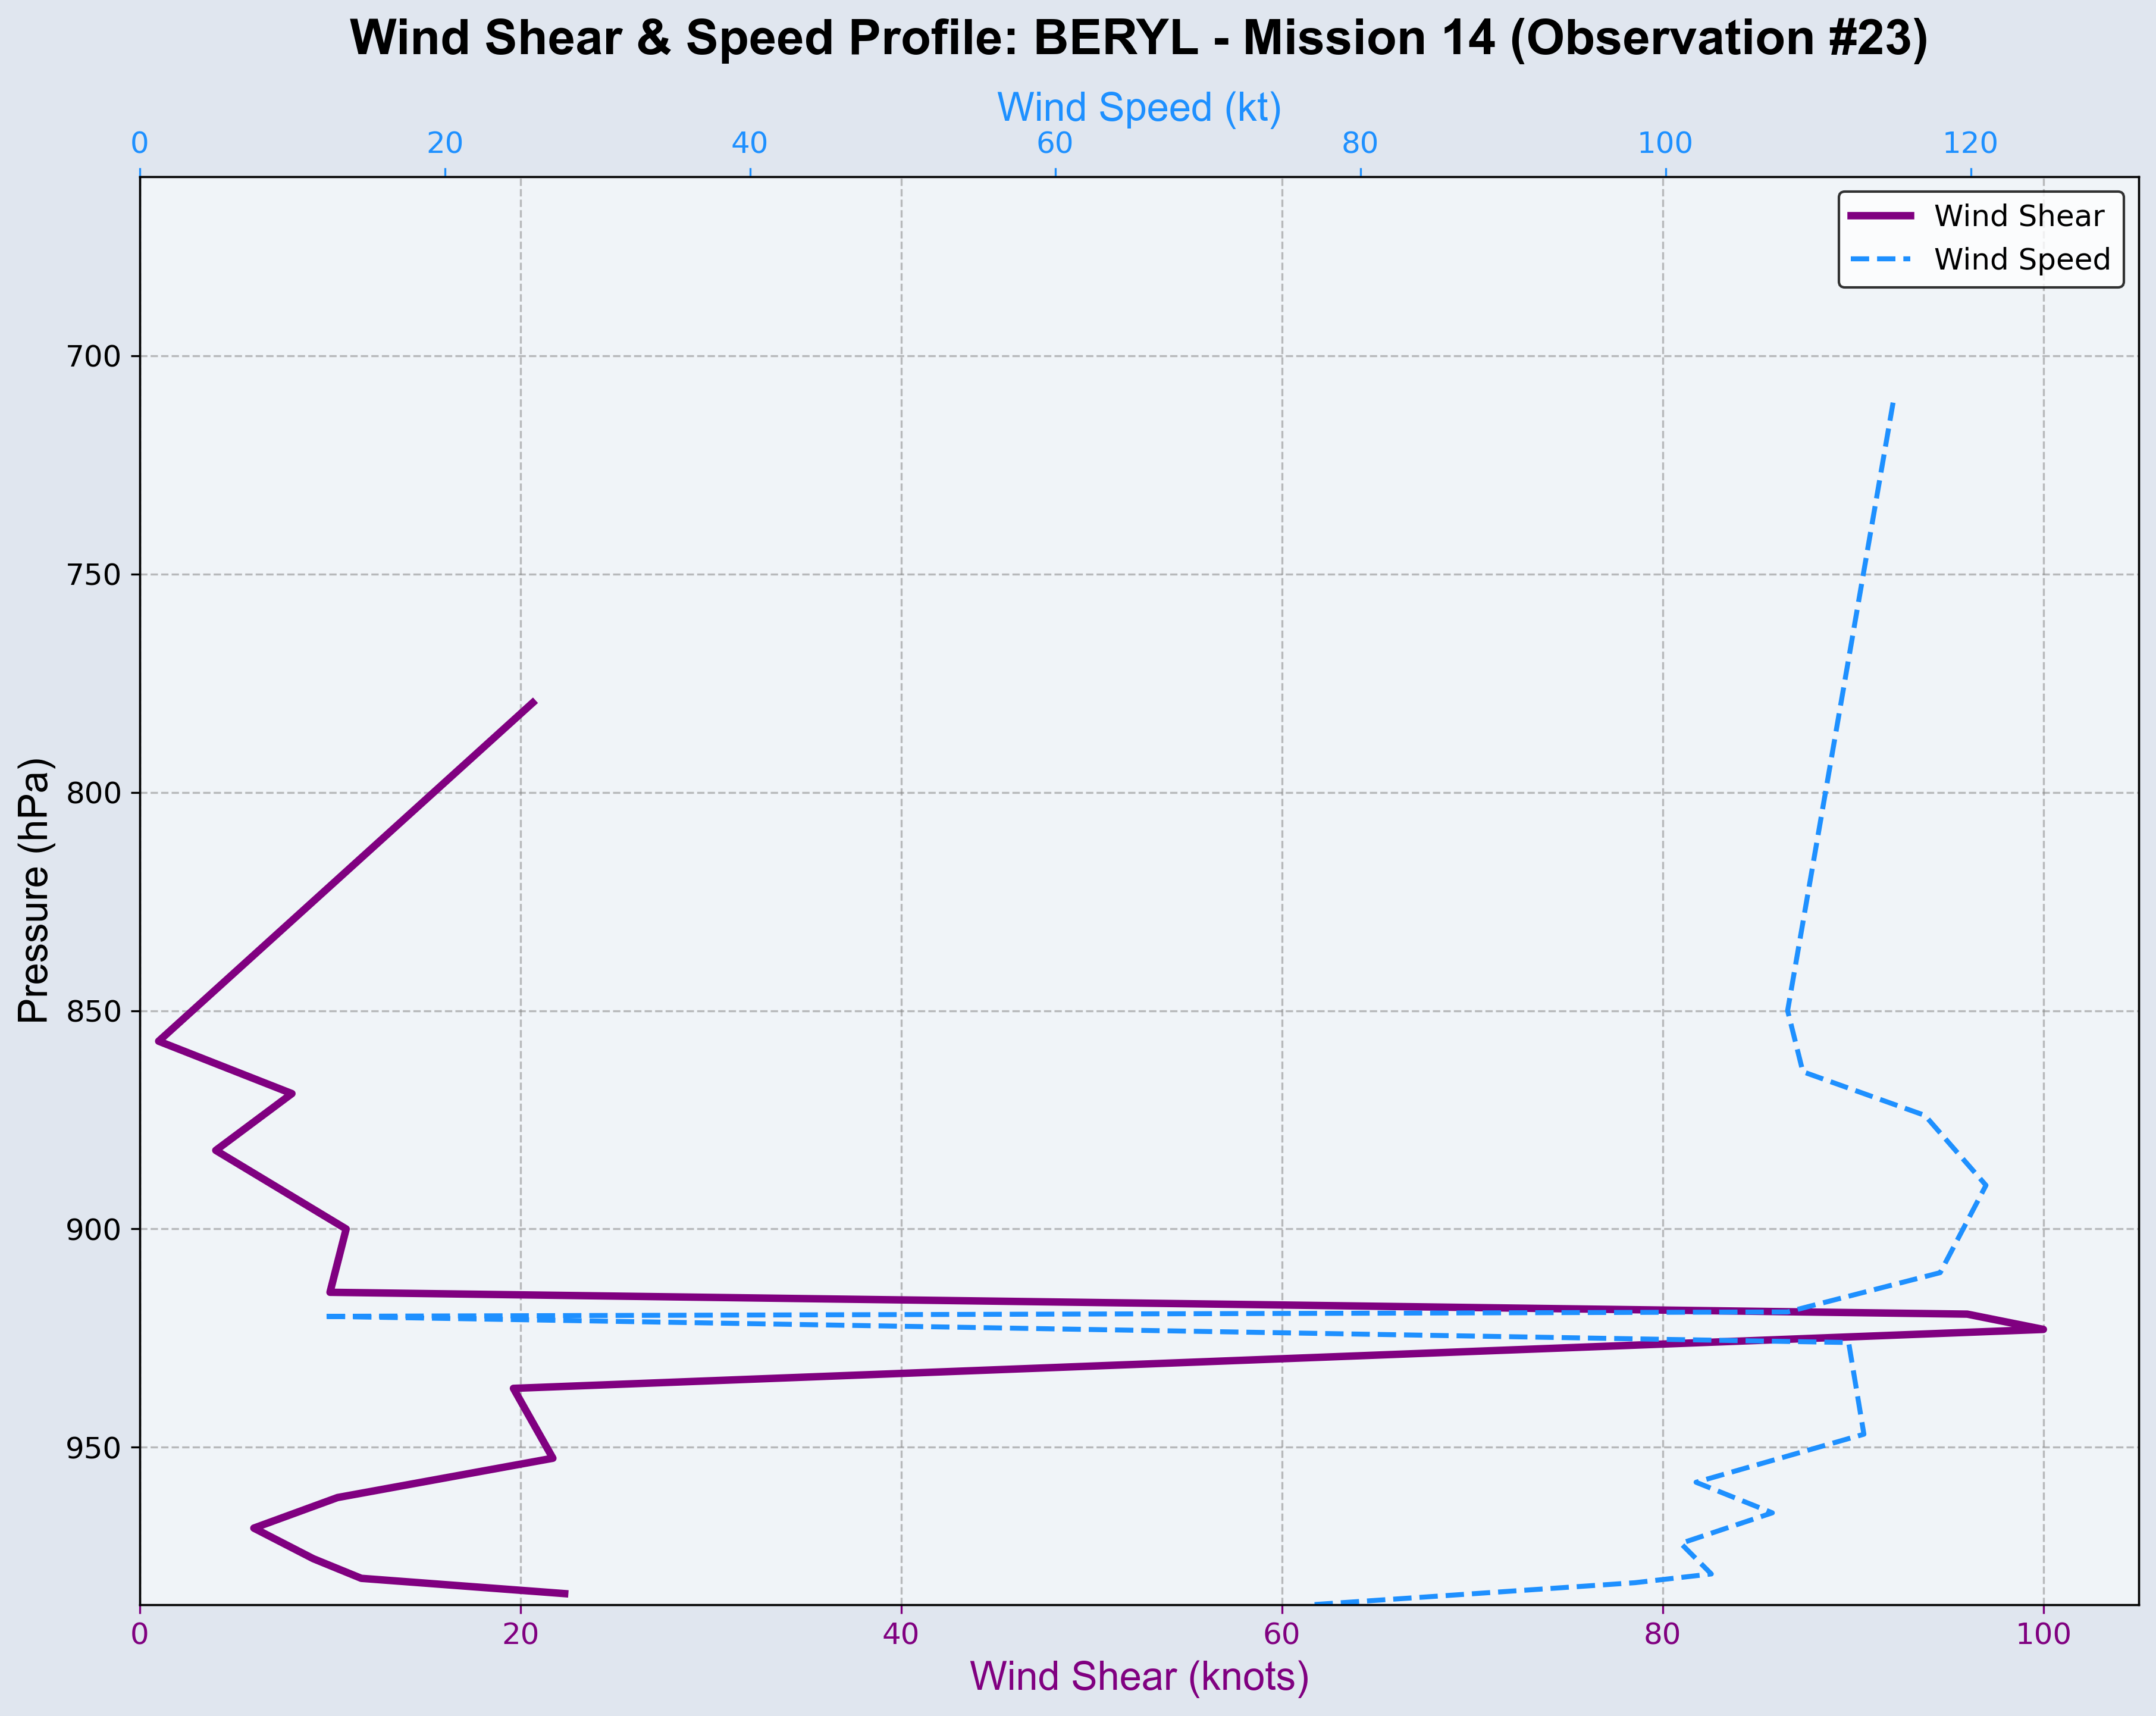 Wind Shear & Speed Profile: BERYL - Mission 14 (Observation #23)
Wind Speed (kt)
0 20 40 60 80 100 120
Wind Shear
Wind Speed
Pressure (hPa)
700
750
800
850
900
950
0 20 40 60 80 100
Wind Shear (knots)